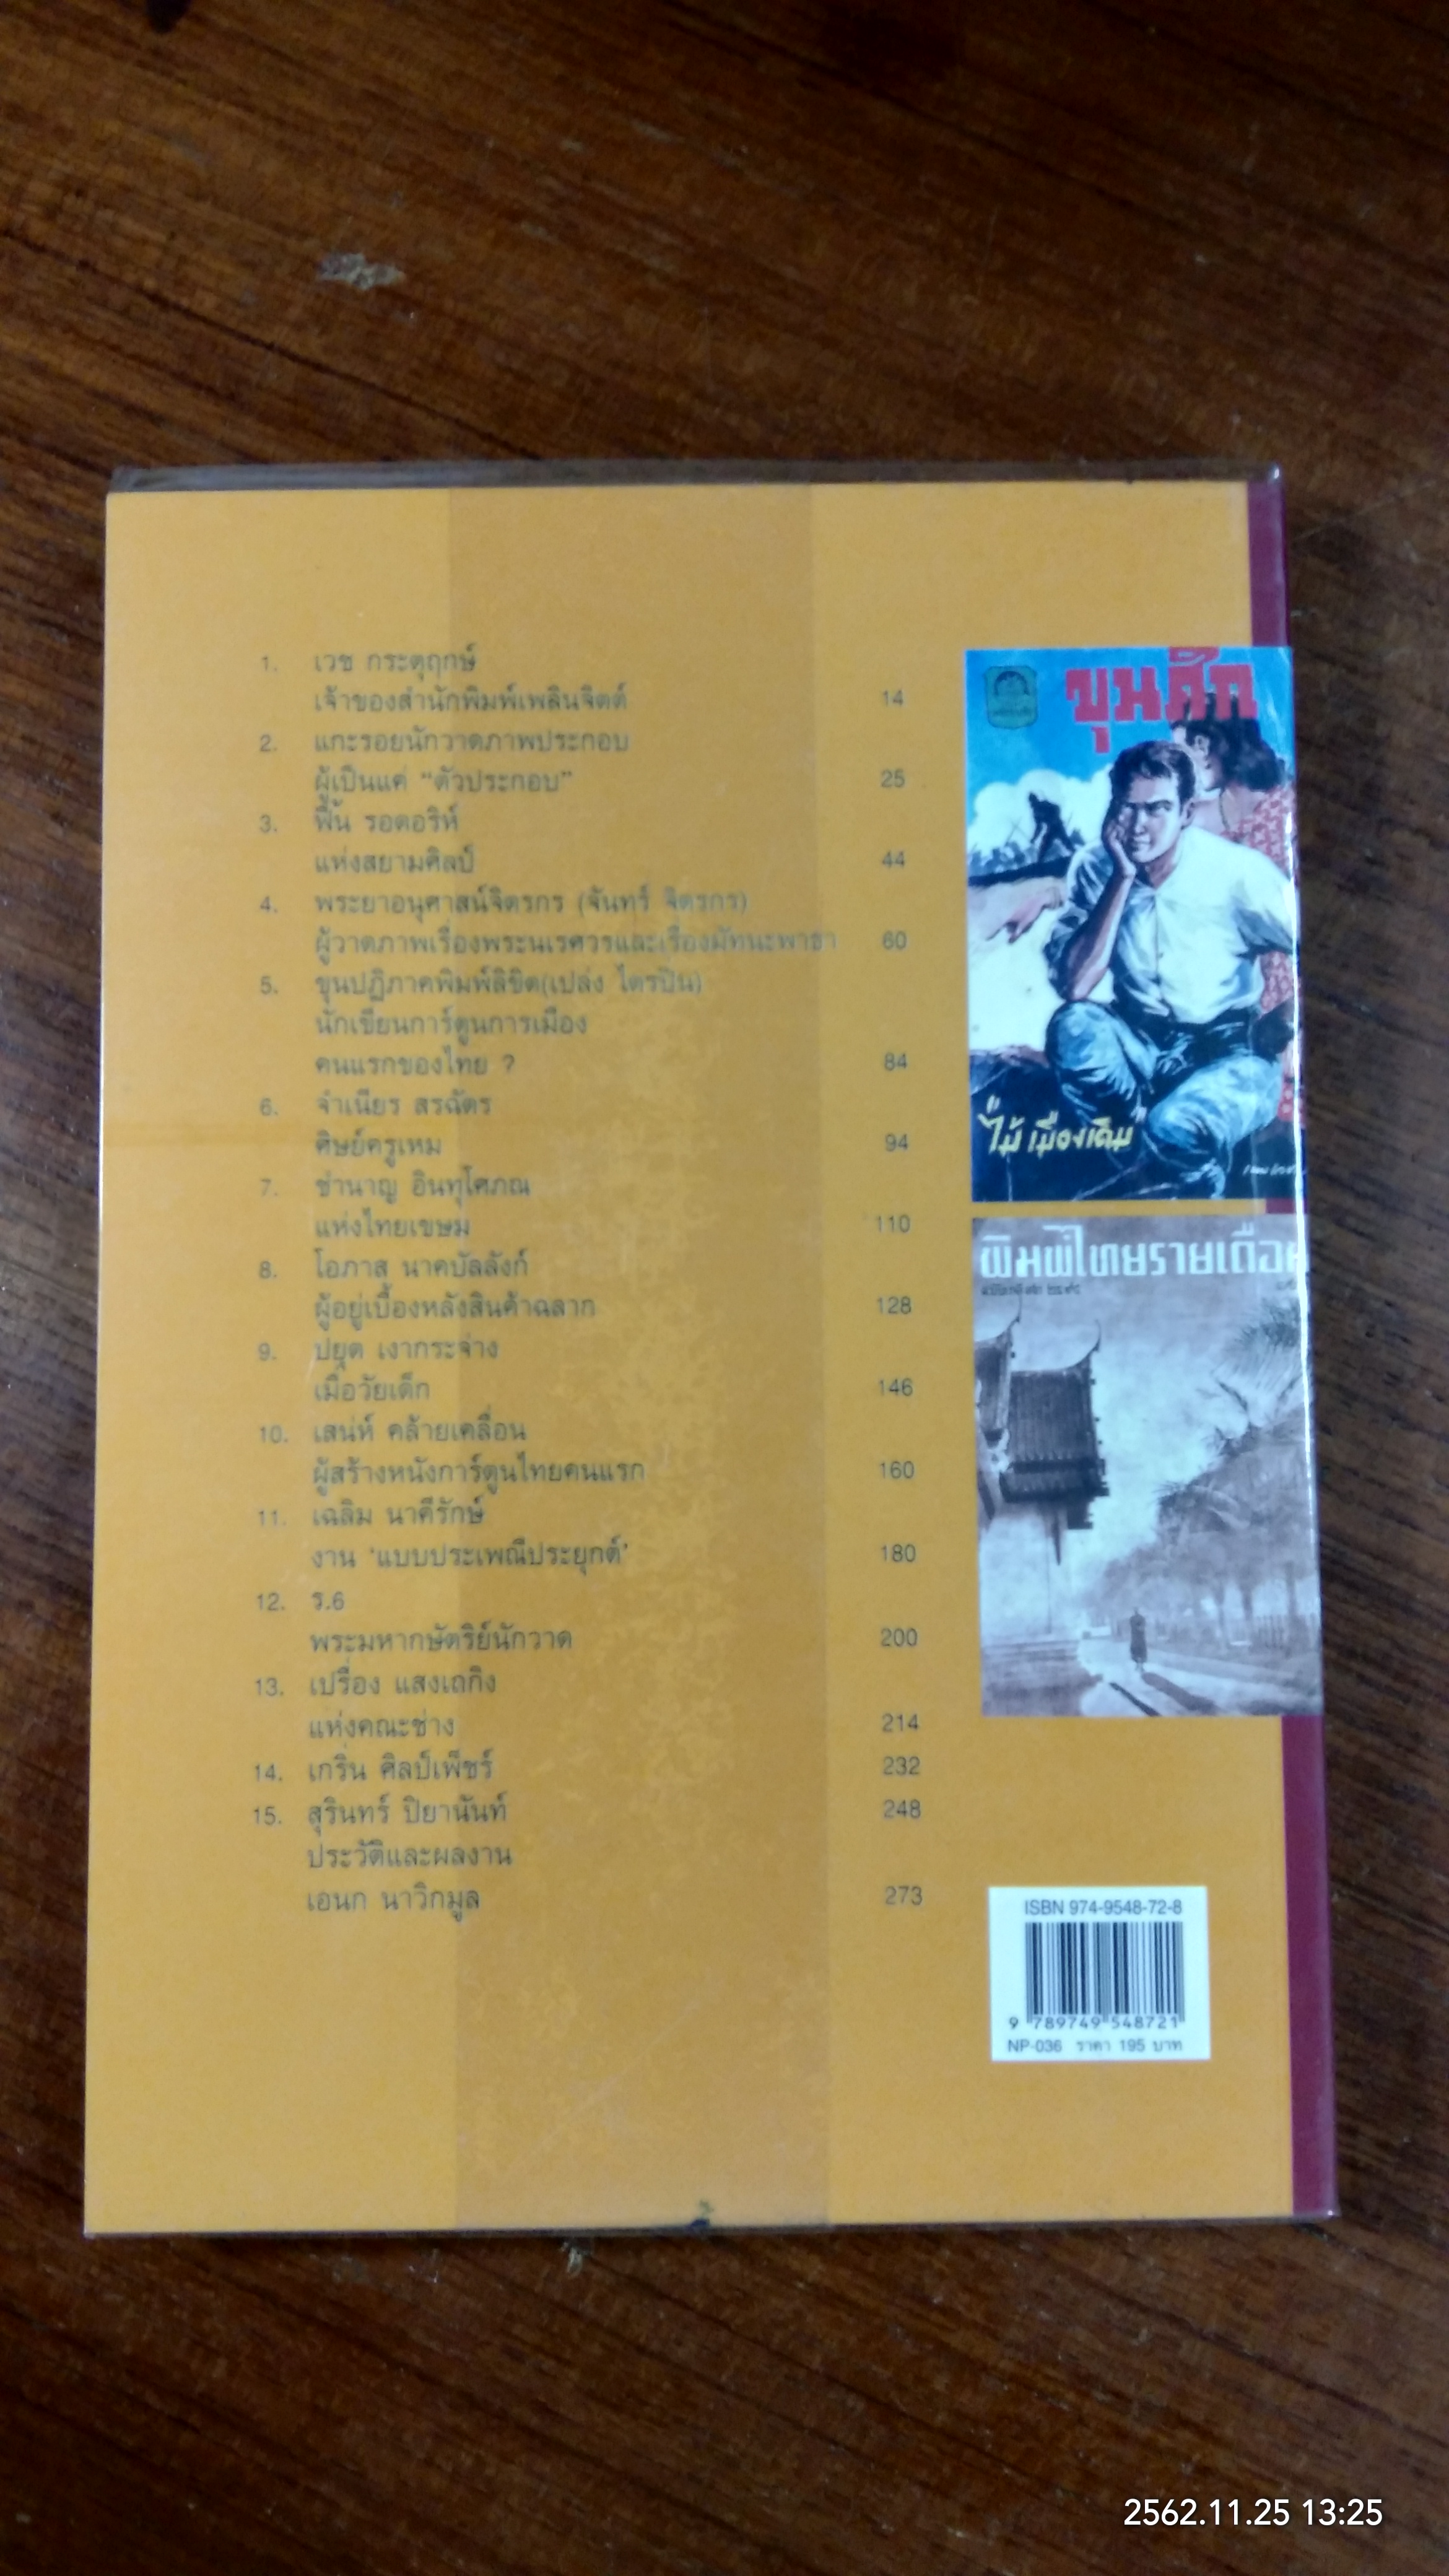 1. เวช กระตุฤกษ์
เจ้าของสำนักพิมพ์เพลินจิตต์ 14
2. แกะรอยนักวาดภาพประกอบ
ผู้เป็นแค่ “ตัวประกอบ” 25
3. ฟื้น รอดอริห์
แห่งสยามศิลป์ 44
4. พระยาอนุศาสน์จิตรกร (จันทร์ จิตรกร)
ผู้วาดภาพเรื่องพระนเรศวรและเรื่องมัทนะพาธา 60
5. ขุนปฏิภาคพิมพ์ลิขิต(เปล่ง ไตรปิ่น)
นักเขียนการ์ตูนการเมือง
คนแรกของไทย ? 84
6. จำเนียร สรฉัตร
ศิษย์ครูเหม 94
7. ชำนาญ อินทุโศภณ
แห่งไทยเขษม 110
8. โอภาส นาคบัลลังก์
ผู้อยู่เบื้องหลังสินค้าฉลาก 128
9. ปยุต เงากระจ่าง
เมื่อวัยเด็ก 146
10. เสน่ห์ คล้ายเคลื่อน
ผู้สร้างหนังการ์ตูนไทยคนแรก 160
11. เฉลิม นาคีรักษ์
งาน ‘แบบประเพณีประยุกต์’ 180
12. ร.6
พระมหากษัตริย์นักวาด 200
13. เปรื่อง แสงเถกิง
แห่งคณะช่าง 214
14. เกริ่น ศิลป์เพ็ชร์ 232
15. สุรินทร์ ปิยานันท์ 248
ประวัติและผลงาน
เอนก นาวิกมูล 273
ขุนศึก
"ไม้ เมืองเดิม"
พิมพ์ไทยรายเดือน
ISBN 974-9548-72-8
9 789749 548721
NP-036 ราคา 195 บาท
2562.11.25 13:25